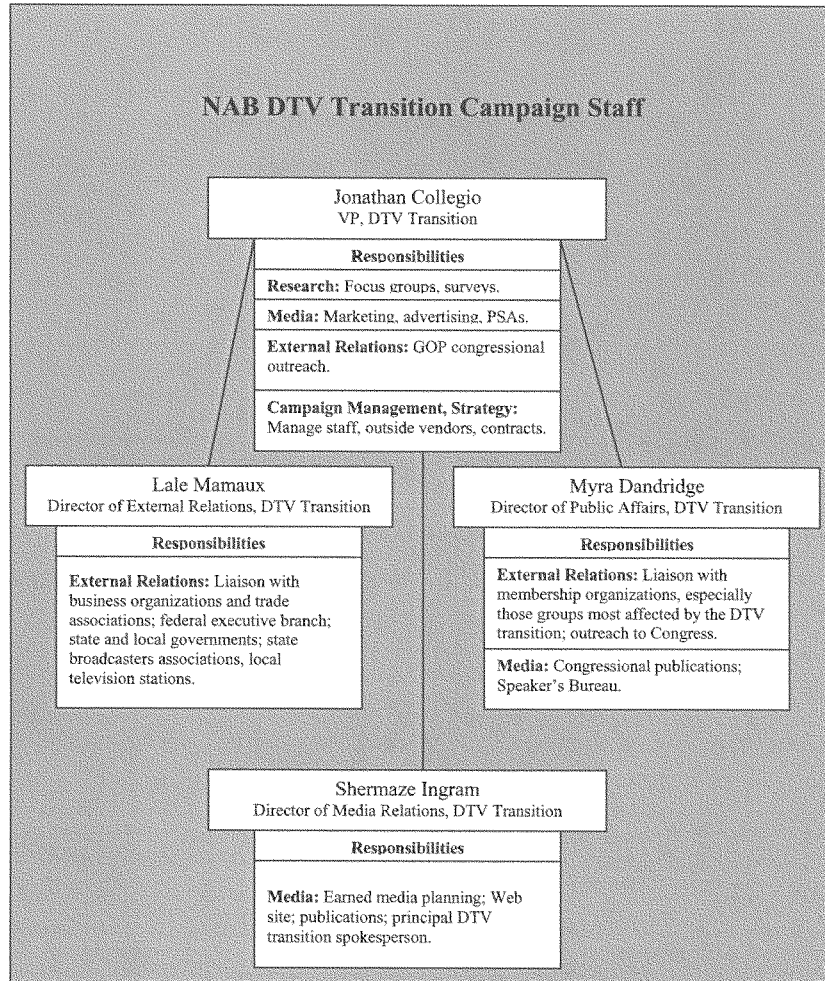 NAB DTV Transition Campaign Staff
Jonathan Collegio
VP, DTV Transition
Responsibilities
Research: Focus groups, surveys.
Media: Marketing, advertising, PSAs.
External Relations: GOP congressional
outreach.
Campaign Management, Strategy:
Manage staff, outside vendors, contracts.
Lale Mamaux
Director of External Relations, DTV Transition
Responsibilities
External Relations: Liaison with
business organizations and trade
associations; federal executive branch;
state and local governments; state
broadcasters associations, local
television stations.
Myra Dandridge
Director of Public Affairs, DTV Transition
Responsibilities
External Relations: Liaison with
membership organizations, especially
those groups most affected by the DTV
transition; outreach to Congress.
Media: Congressional publications;
Speaker's Bureau.
Shermaze Ingram
Director of Media Relations, DTV Transition
Responsibilities
Media: Earned media planning; Web
site; publications; principal DTV
transition spokesperson.